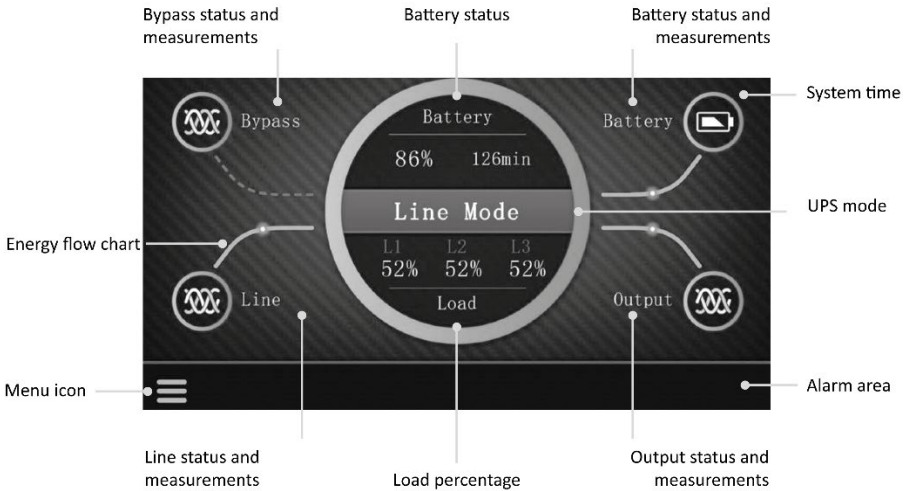 Bypass status and
measurements
Battery status
Battery status and
measurements
System time
Bypass
Battery
Battery
86% 126min
UPS mode
Line Mode
Energy flow chart
L1 L2 L3
52% 52% 52%
Line
Load
Output
Menu icon
Alarm area
Line status and
measurements
Load percentage
Output status and
measurements